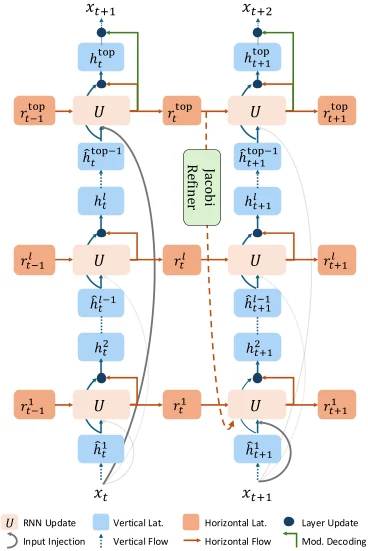 x_{t+1} x_{t+2}
h_t^{top} h_{t+1}^{top}
r_{t-1}^{top} U r_t^{top} U r_{t+1}^{top}
ĥ_t^{top-1} ĥ_{t+1}^{top-1}
Jacobi
Refiner
h_t^l h_{t+1}^l
r_{t-1}^l U r_t^l U r_{t+1}^l
ĥ_t^{l-1} ĥ_{t+1}^{l-1}
h_t^2 h_{t+1}^2
r_{t-1}^1 U r_t^1 U r_{t+1}^1
ĥ_t^1 ĥ_{t+1}^1
x_t x_{t+1}
U RNN Update Vertical Lat. Horizontal Lat. Layer Update
Input Injection Vertical Flow Horizontal Flow Mod. Decoding